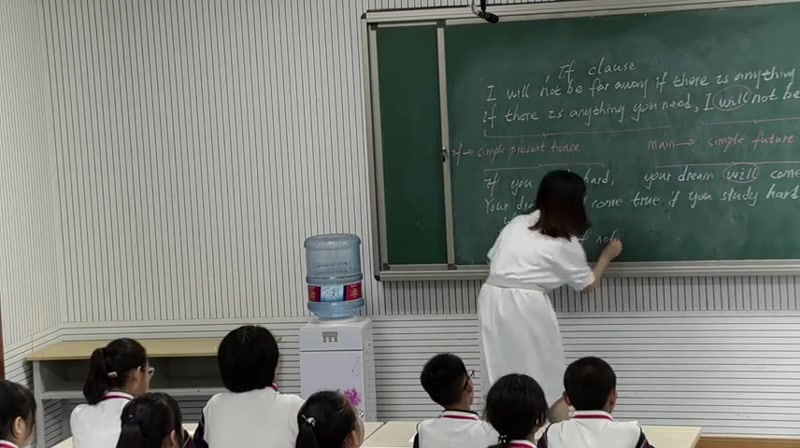 If clause
I will not be far away if there is anything
if there is anything you need, I will not be
if → simple present tense    main → simple future
if you hard, your dream will come
Your come true if you study hard
not